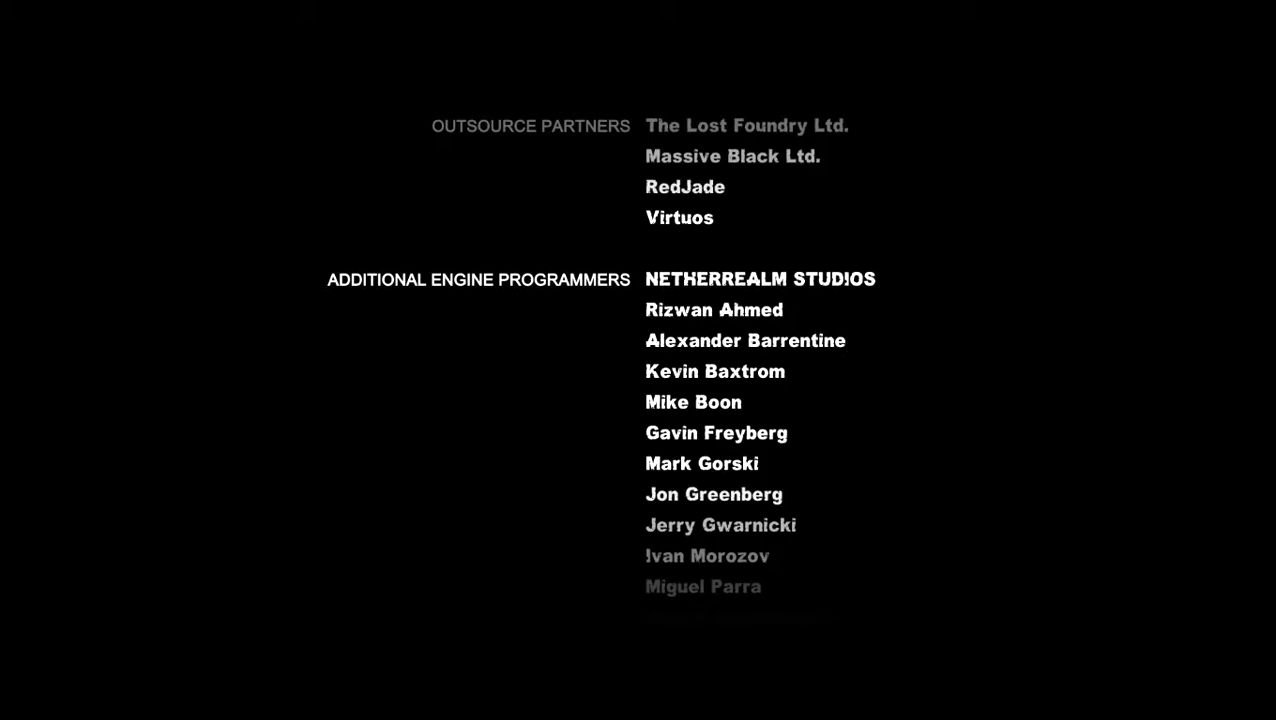 OUTSOURCE PARTNERS The Lost Foundry Ltd.
Massive Black Ltd.
RedJade
Virtuos
ADDITIONAL ENGINE PROGRAMMERS NETHERREALM STUDIOS
Rizwan Ahmed
Alexander Barrentine
Kevin Baxtrom
Mike Boon
Gavin Freyberg
Mark Gorski
Jon Greenberg
Jerry Gwarnicki
Ivan Morozov
Miguel Parra